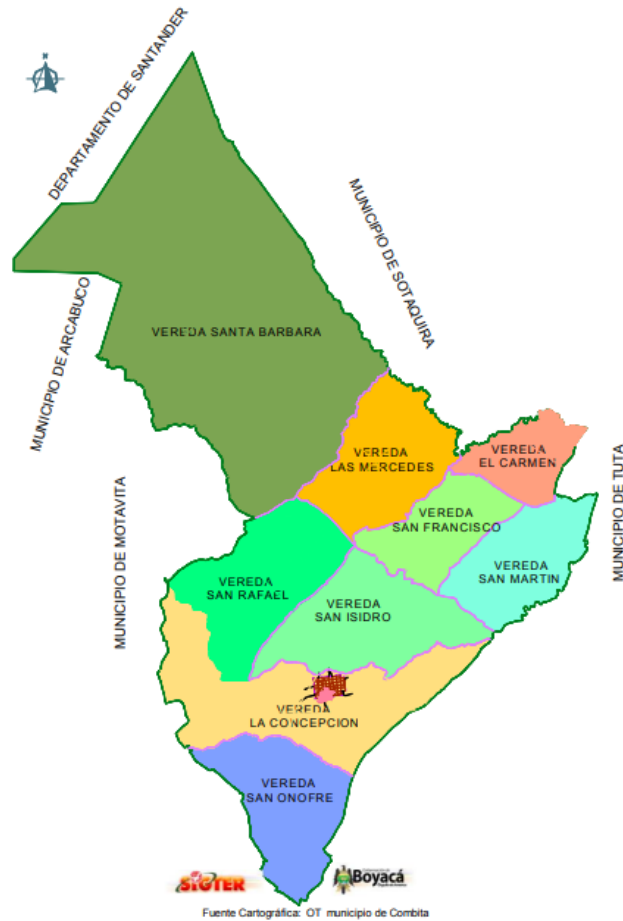 N
DEPARTAMENTO DE SANTANDER
MUNICIPIO DE SOTAQUIRA
MUNICIPIO DE ARCABUCO
VEREDA SANTA BARBARA
VEREDA
LAS MERCEDES
VEREDA
EL CARMEN
MUNICIPIO DE TUTA
MUNICIPIO DE MOTAVITA
VEREDA
SAN FRANCISCO
VEREDA
SAN MARTIN
VEREDA
SAN RAFAEL
VEREDA
SAN ISIDRO
VEREDA
LA CONCEPCION
VEREDA
SAN ONOFRE
SIGTER
Boyacá
Fuente Cartográfica: OT municipio de Combita